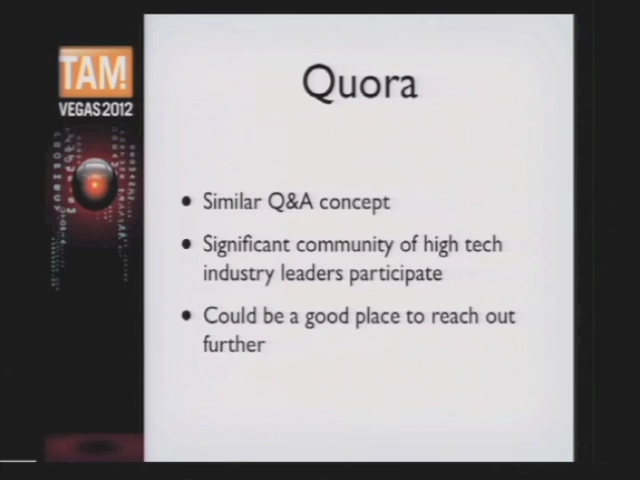 TAM!
VEGAS 2012
Quora
• Similar Q&A concept
• Significant community of high tech
industry leaders participate
• Could be a good place to reach out
further